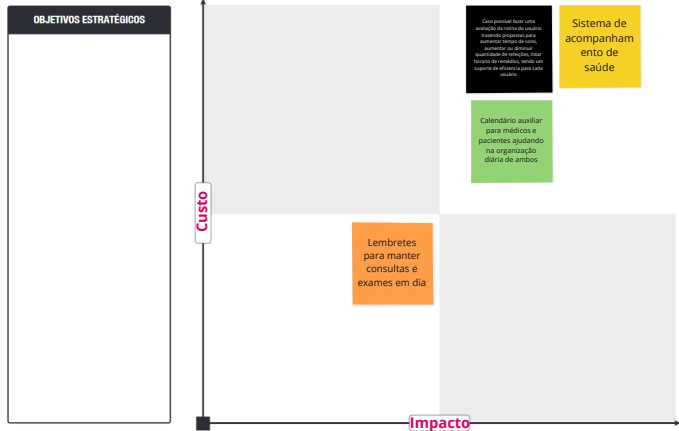 OBJETIVOS ESTRATÉGICOS
Caso possível fazer uma
avaliação da rotina do usuário
trazendo propostas para
aumentar tempo de sono,
aumentar ou diminuir
quantidade de refeições, listar
horario de remédios, sendo um
suporte de eficiencia para cada
usuário
Sistema de
acompanham
ento de
saúde
Calendário auxiliar
para médicos e
pacientes ajudando
na organização
diária de ambos
Custo
Lembretes
para manter
consultas e
exames em dia
Impacto